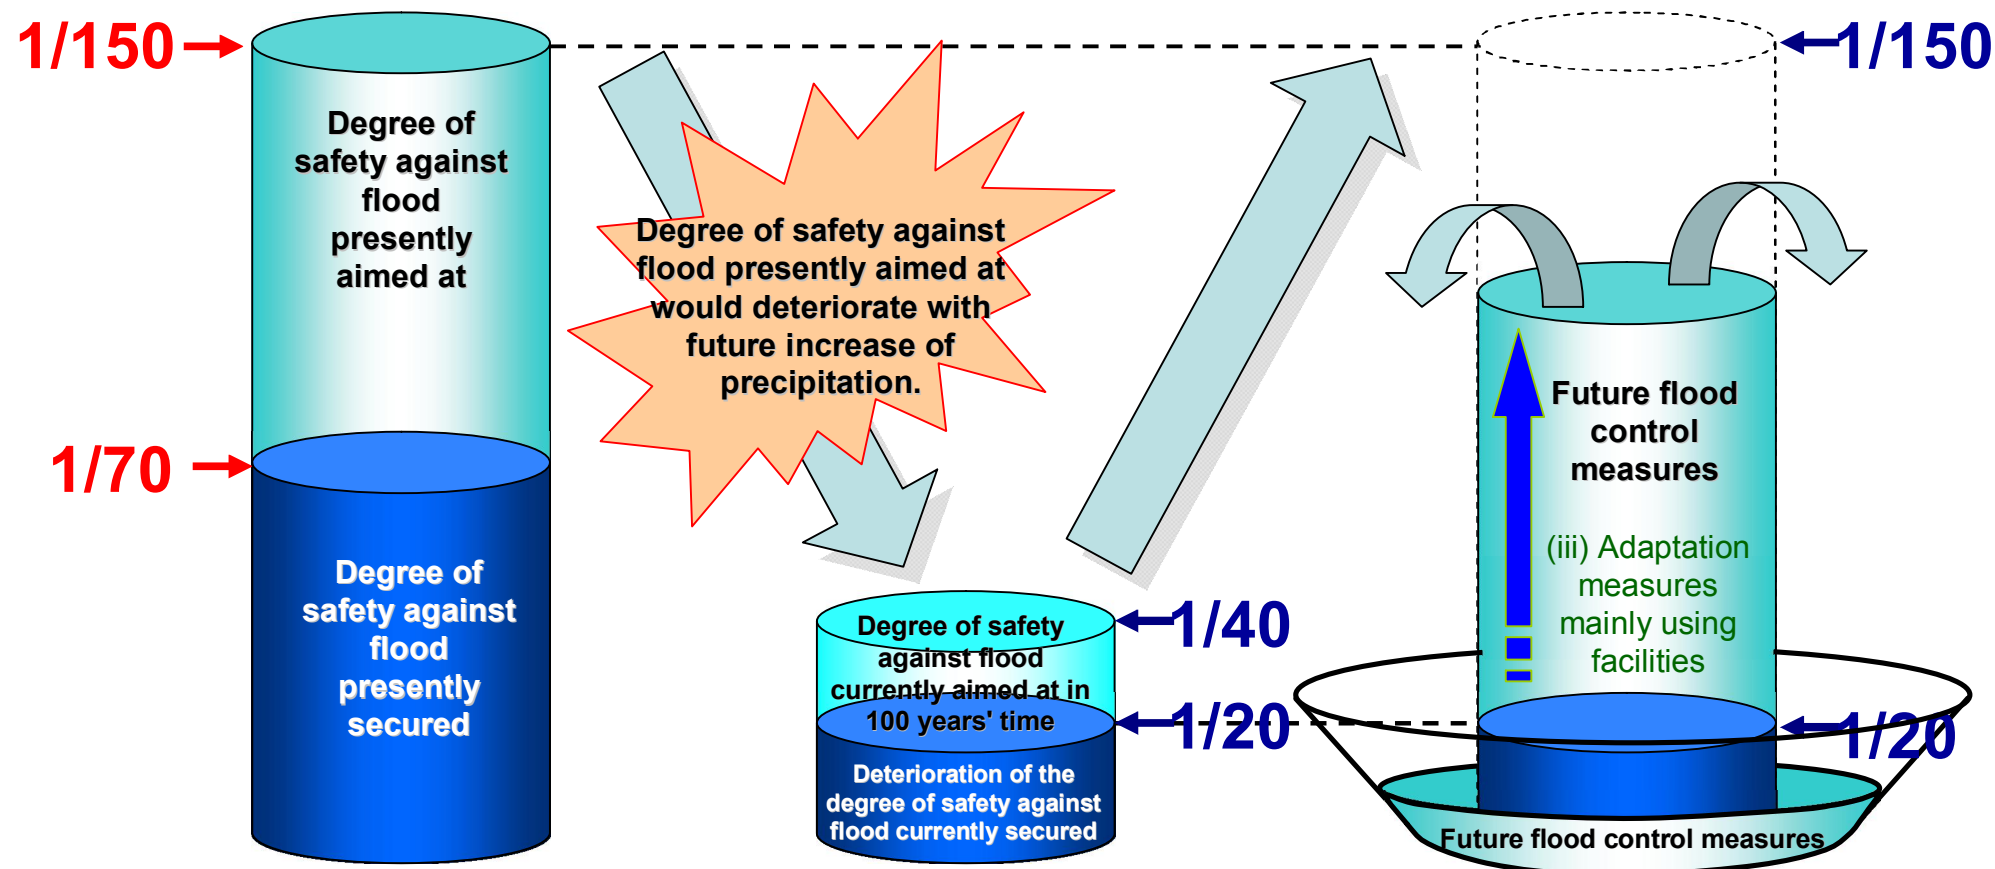 1/150
Degree of
safety against
flood
presently
aimed at
1/70
Degree of
safety against
flood
presently
secured
Degree of safety against
flood presently aimed at
would deteriorate with
future increase of
precipitation.
1/40
Degree of safety
against flood
currently aimed at in
100 years' time
1/20
Deterioration of the
degree of safety against
flood currently secured
1/150
Future flood
control
measures
(iii) Adaptation
measures
mainly using
facilities
1/20
Future flood control measures